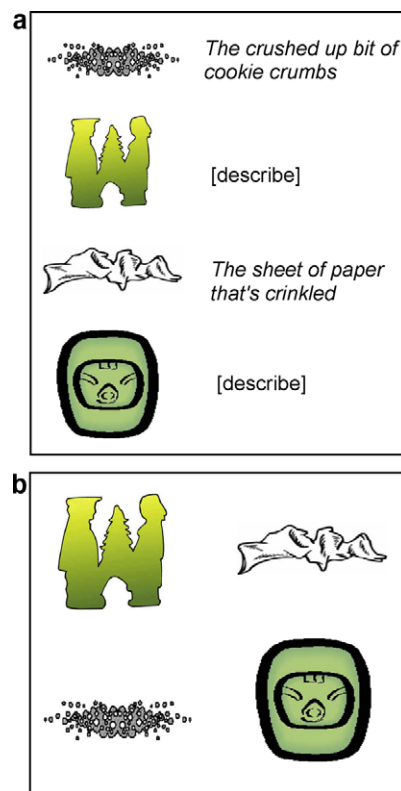 a
The crushed up bit of
cookie crumbs
[describe]
The sheet of paper
that's crinkled
[describe]
b